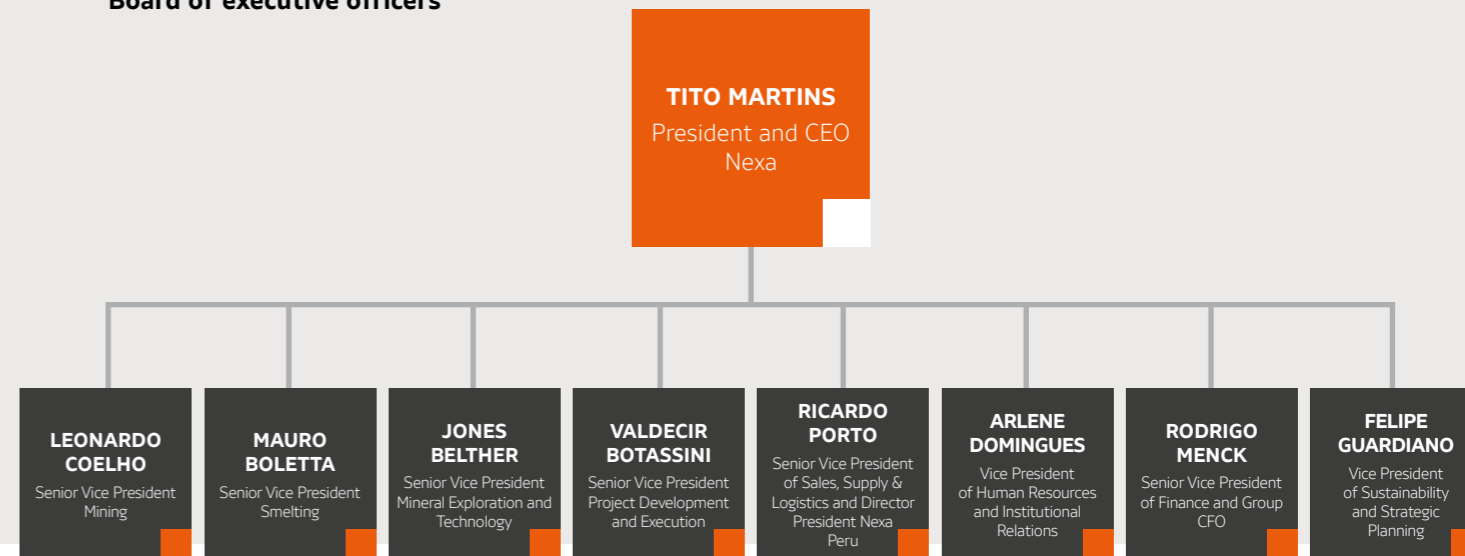 Board of executive officers
TITO MARTINS
President and CEO
Nexa
LEONARDO
COELHO
Senior Vice President
Mining
MAURO
BOLETTA
Senior Vice President
Smelting
JONES
BELTHER
Senior Vice President
Mineral Exploration and
Technology
VALDECIR
BOTASSINI
Senior Vice President
Project Development
and Execution
RICARDO
PORTO
Senior Vice President
of Sales, Supply &
Logistics and Director
President Nexa
Peru
ARLENE
DOMINGUES
Vice President
of Human Resources
and Institutional
Relations
RODRIGO
MENCK
Senior Vice President
of Finance and Group
CFO
FELIPE
GUARDIANO
Vice President
of Sustainability
and Strategic
Planning